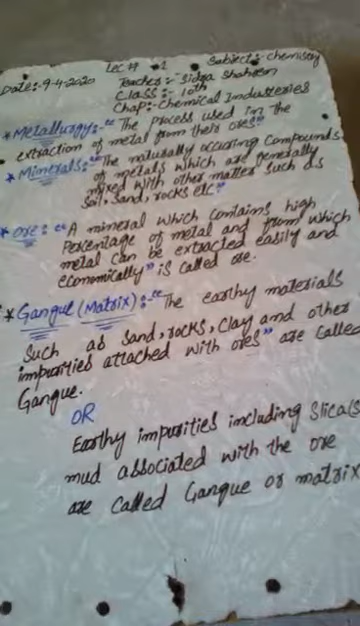 Lec # 1 Subject:- Chemistry
Date:- 9-4-2020 Teacher:- Sidra Shaheen
Class:- 10th
Chap:- Chemical Industeries
* Metallurgy:- "The process used in the
extraction of metal from their ores"
* Minerals:- "The naturally occuring compounds
of metals which are generally
mixed with other matter such as
soil, sand, rocks etc"
* ore: "A mineral which contains high
percentage of metal and from which
metal can be extracted easily and
economically" is called ore.
* Gangue (Matrix):- "The earthy materials
Such as Sand, rocks, clay and other
impurities attached with ores" are called
Gangue.
OR
Earthy impurities including Slicals
mud associated with the ore
are called Gangue or matrix